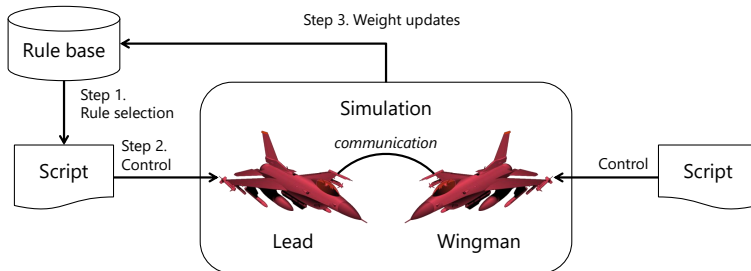 Step 3. Weight updates
Rule base
Step 1.
Rule selection
Simulation
communication
Step 2.
Control
Script
Control
Script
Lead
Wingman